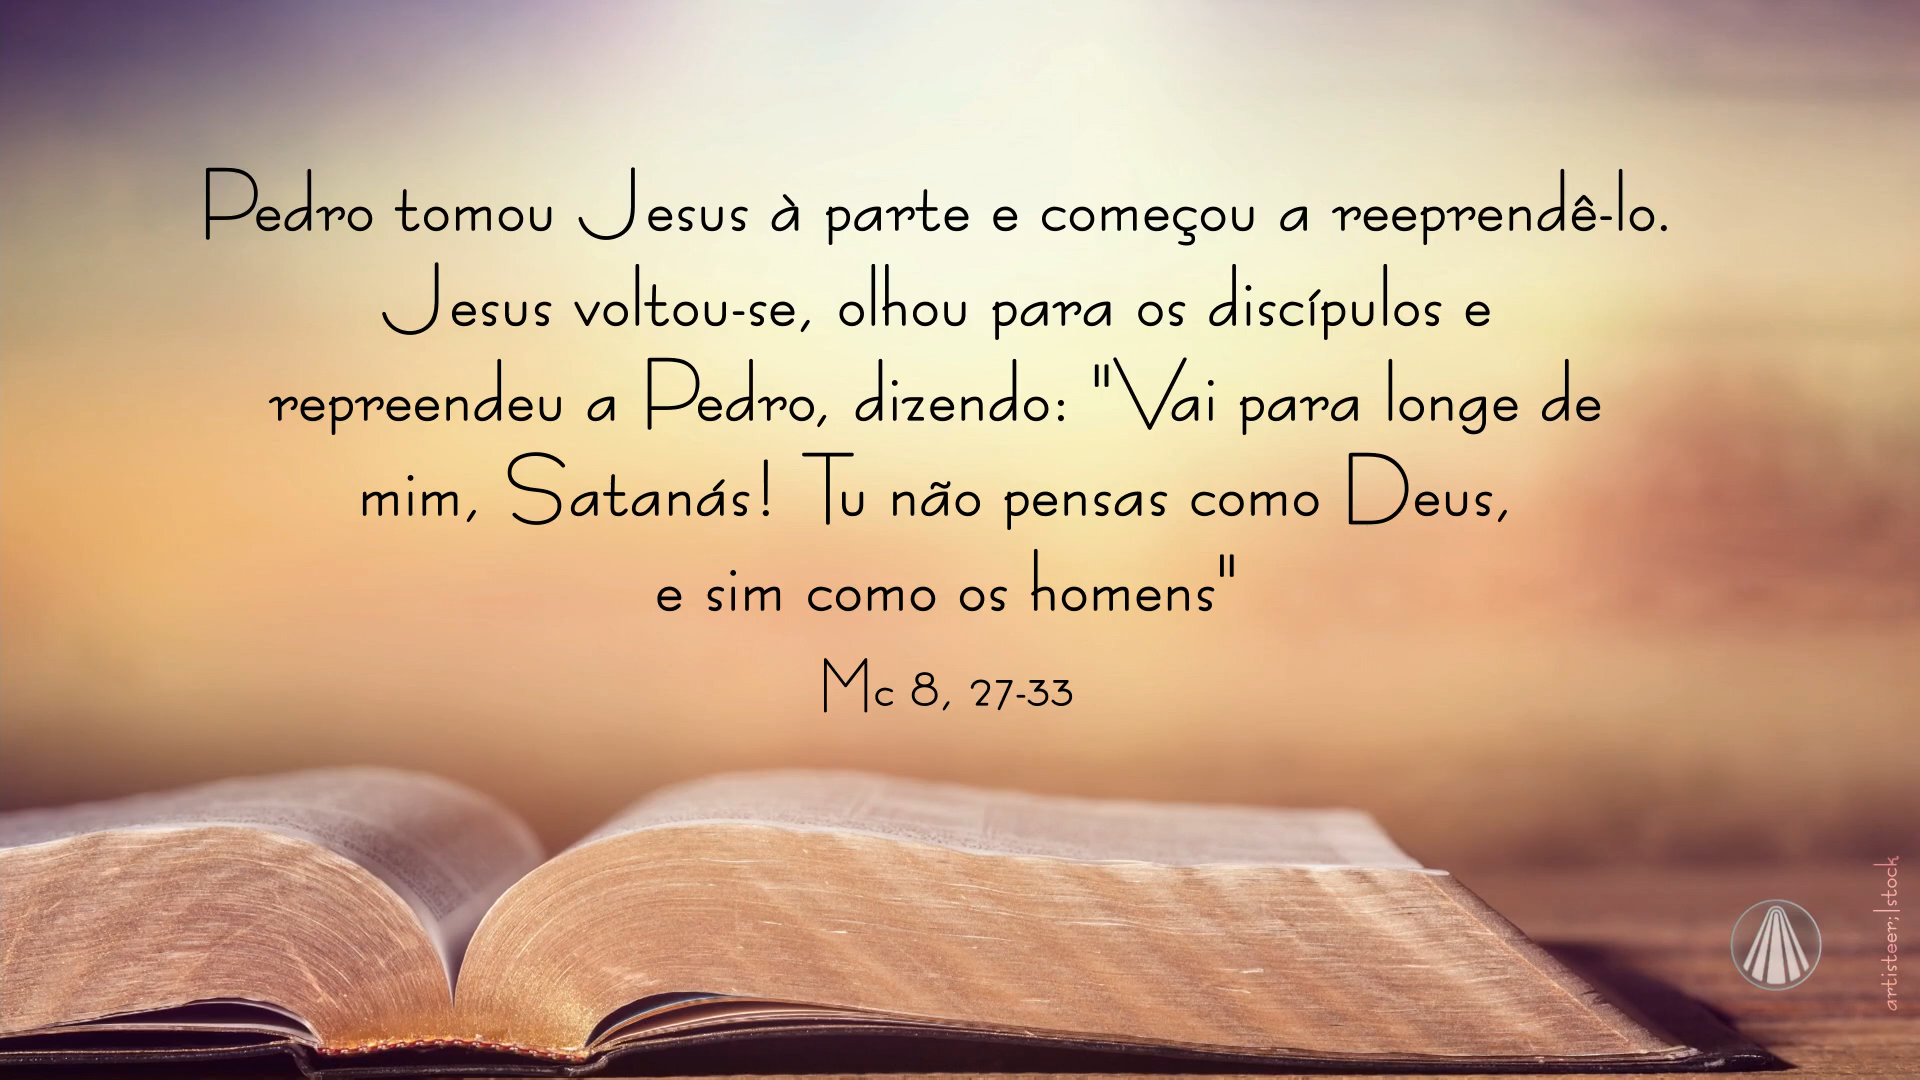 Pedro tomou Jesus à parte e começou a reeprendê-lo.
Jesus voltou-se, olhou para os discípulos e
repreendeu a Pedro, dizendo: "Vai para longe de
mim, Satanás! Tu não pensas como Deus,
e sim como os homens"
Mc 8, 27-33
artisteer;|stock